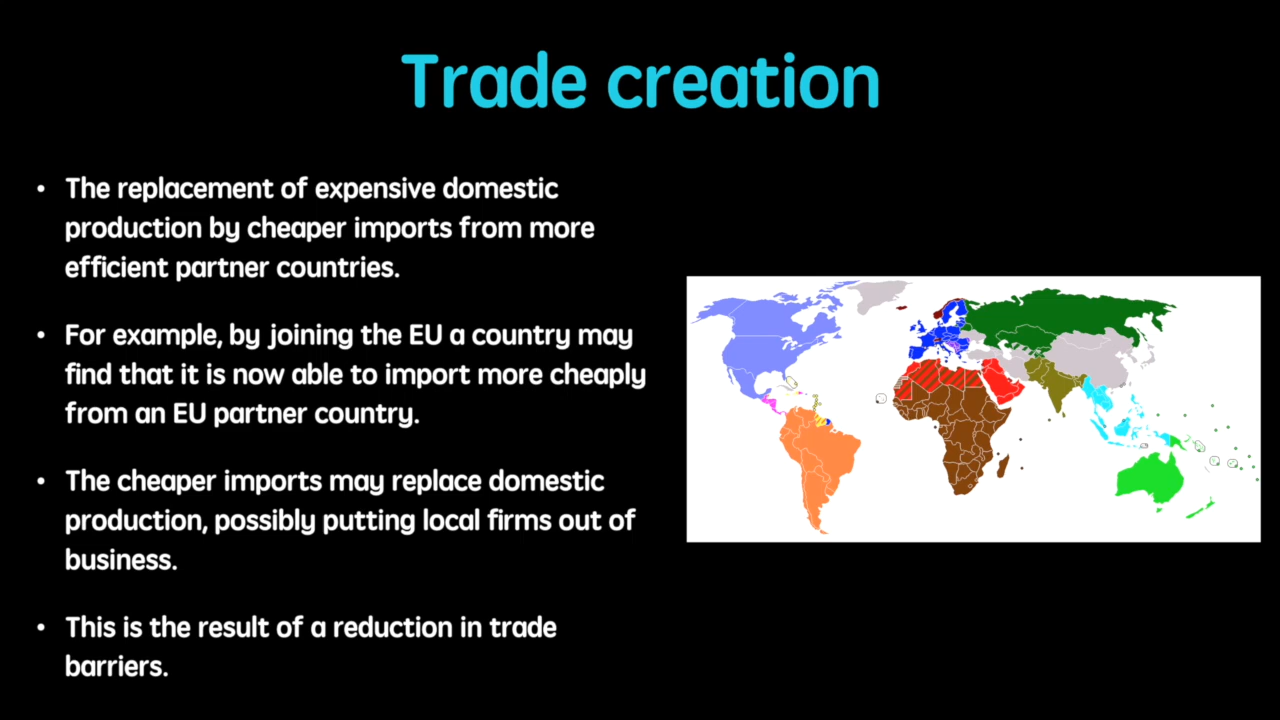 Trade creation
• The replacement of expensive domestic
production by cheaper imports from more
efficient partner countries.
• For example, by joining the EU a country may
find that it is now able to import more cheaply
from an EU partner country.
• The cheaper imports may replace domestic
production, possibly putting local firms out of
business.
• This is the result of a reduction in trade
barriers.